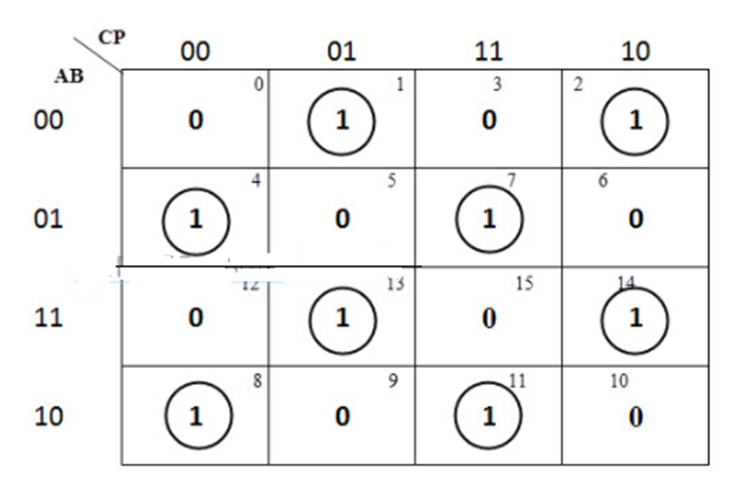 CP
AB
00 01 11 10
0 1 3 2
00 0 1 0 1
4 5 7 6
01 1 0 1 0
12 13 15 14
11 0 1 0 1
8 9 11 10
10 1 0 1 0